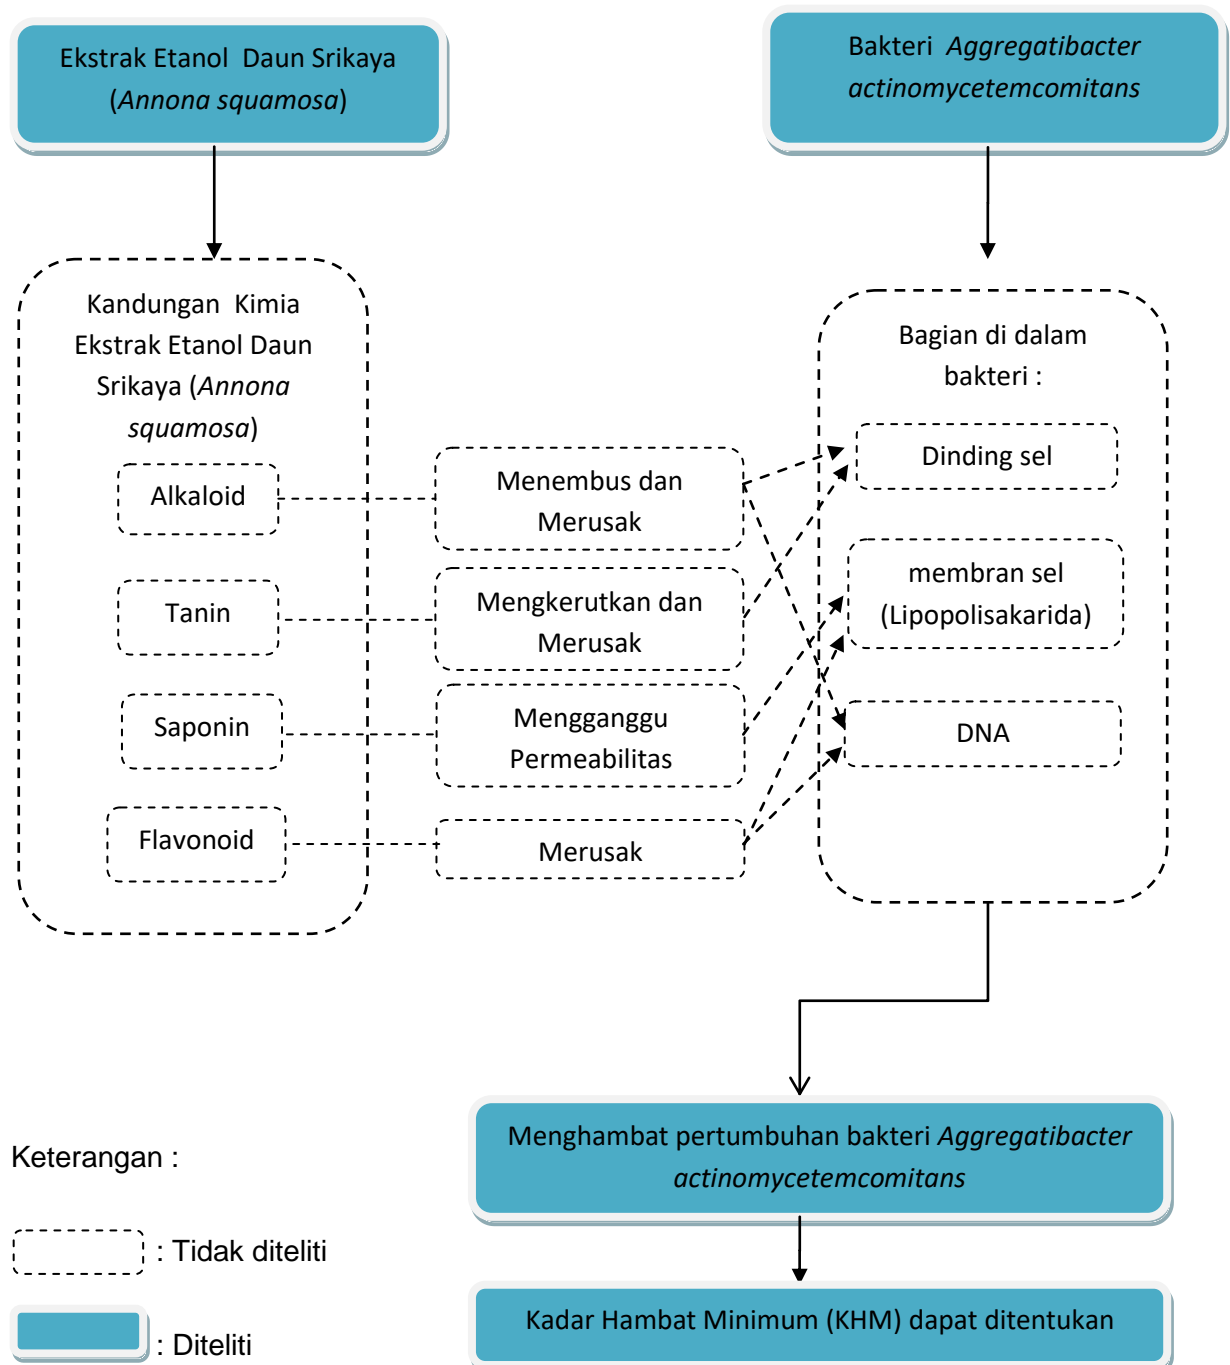 Ekstrak Etanol Daun Srikaya
(Annona squamosa)
Bakteri Aggregatibacter
actinomycetemcomitans
Kandungan Kimia
Ekstrak Etanol Daun
Srikaya (Annona
squamosa)
Alkaloid
Tanin
Saponin
Flavonoid
Menembus dan
Merusak
Mengkerutkan dan
Merusak
Mengganggu
Permeabilitas
Merusak
Bagian di dalam
bakteri :
Dinding sel
membran sel
(Lipopolisakarida)
DNA
Menghambat pertumbuhan bakteri Aggregatibacter
actinomycetemcomitans
Kadar Hambat Minimum (KHM) dapat ditentukan
Keterangan :
: Tidak diteliti
: Diteliti